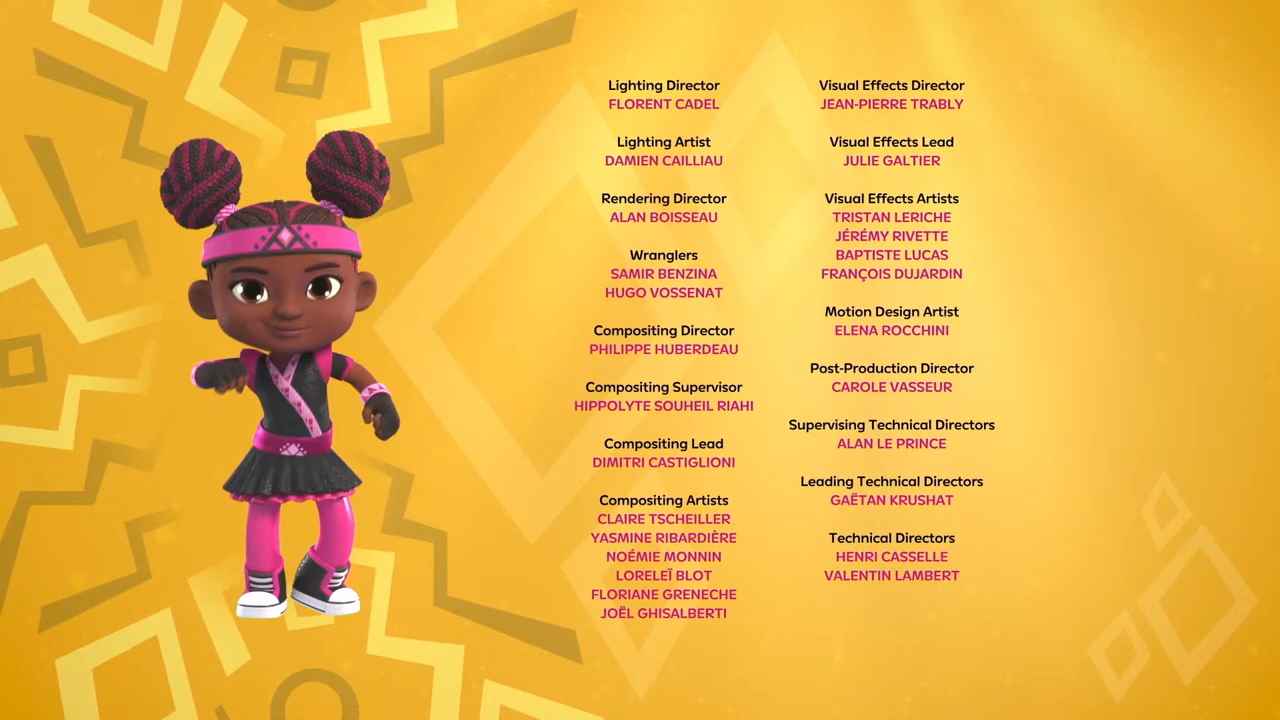 Lighting Director
FLORENT CADEL
Lighting Artist
DAMIEN CAILLIAU
Rendering Director
ALAN BOISSEAU
Wranglers
SAMIR BENZINA
HUGO VOSSENAT
Compositing Director
PHILIPPE HUBERDEAU
Compositing Supervisor
HIPPOLYTE SOUHEIL RIAHI
Compositing Lead
DIMITRI CASTIGLIONI
Compositing Artists
CLAIRE TSCHEILLER
YASMINE RIBARDIÈRE
NOÉMIE MONNIN
LORELEÏ BLOT
FLORIANE GRENECHE
JOËL GHISALBERTI
Visual Effects Director
JEAN-PIERRE TRABLY
Visual Effects Lead
JULIE GALTIER
Visual Effects Artists
TRISTAN LERICHE
JÉRÉMY RIVETTE
BAPTISTE LUCAS
FRANÇOIS DUJARDIN
Motion Design Artist
ELENA ROCCHINI
Post-Production Director
CAROLE VASSEUR
Supervising Technical Directors
ALAN LE PRINCE
Leading Technical Directors
GAËTAN KRUSHAT
Technical Directors
HENRI CASSELLE
VALENTIN LAMBERT